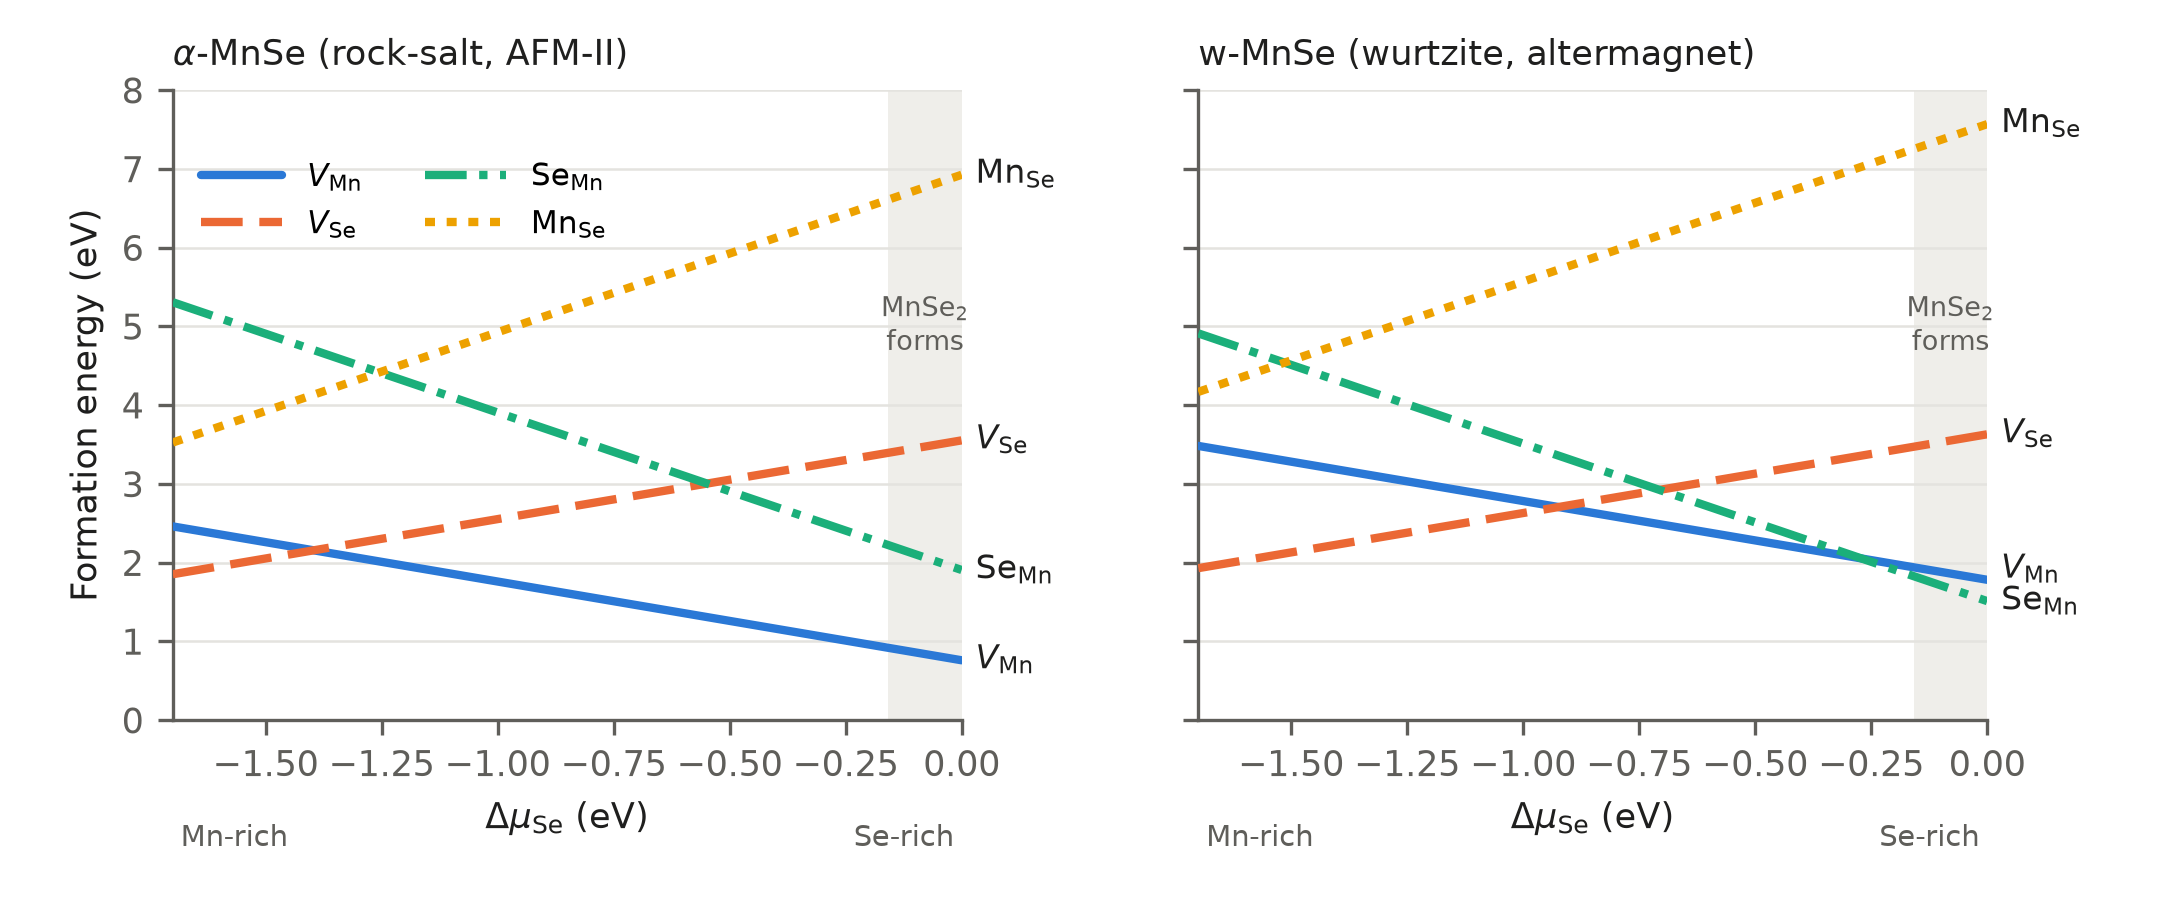 α-MnSe (rock-salt, AFM-II)
w-MnSe (wurtzite, altermagnet)
Formation energy (eV)
8
7
6
5
4
3
2
1
0
V_Mn
Se_Mn
V_Se
Mn_Se
MnSe₂
forms
Mn_Se
V_Se
Se_Mn
V_Mn
−1.50 −1.25 −1.00 −0.75 −0.50 −0.25 0.00
Δμ_Se (eV)
Mn-rich
Se-rich
MnSe₂
forms
Mn_Se
V_Se
V_Mn
Se_Mn
−1.50 −1.25 −1.00 −0.75 −0.50 −0.25 0.00
Δμ_Se (eV)
Mn-rich
Se-rich